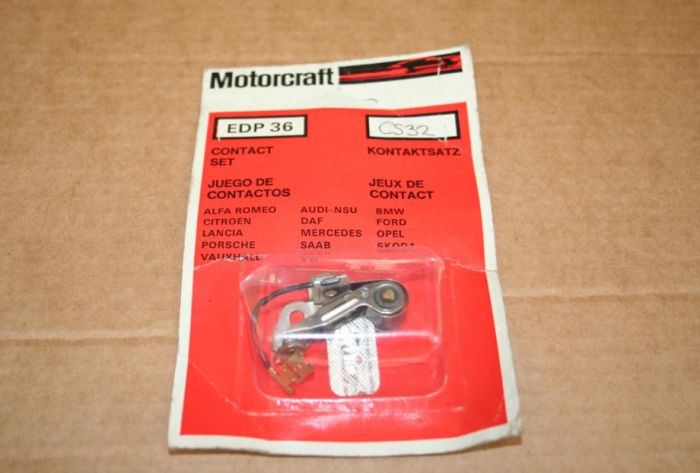 Motorcraft
EDP 36
CS32
CONTACT
SET
KONTAKTSATZ
JUEGO DE
CONTACTOS
JEUX DE
CONTACT
ALFA ROMEO AUDI-NSU BMW
CITROEN DAF FORD
LANCIA MERCEDES OPEL
PORSCHE SAAB SKODA
VAUXHALL VW